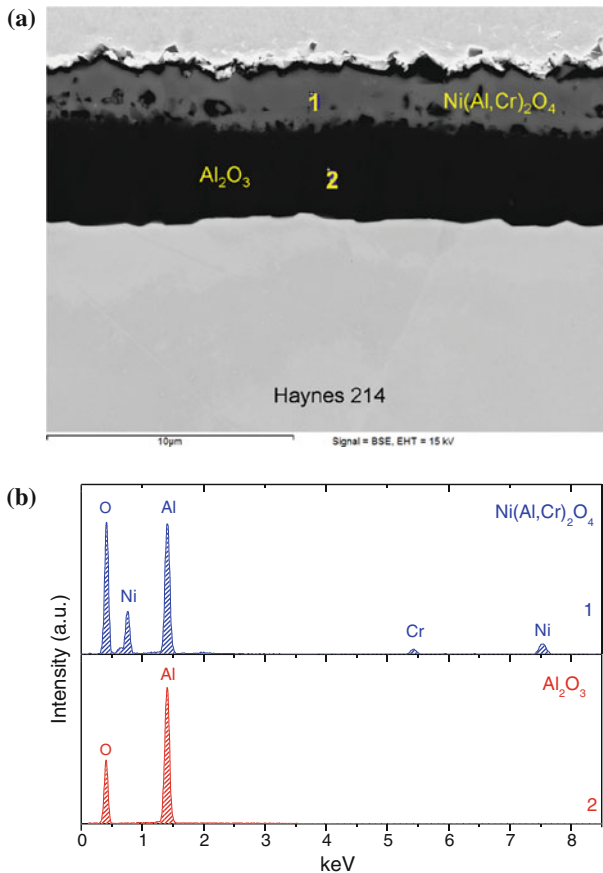 (a)
1
Ni(Al,Cr)₂O₄
Al₂O₃
2
Haynes 214
10µm
Signal = BSE, EHT = 15 kV
(b)
O
Al
Ni(Al,Cr)₂O₄
Ni
Cr
Ni
1
Intensity (a.u.)
Al
Al₂O₃
O
2
0 1 2 3 4 5 6 7 8
keV